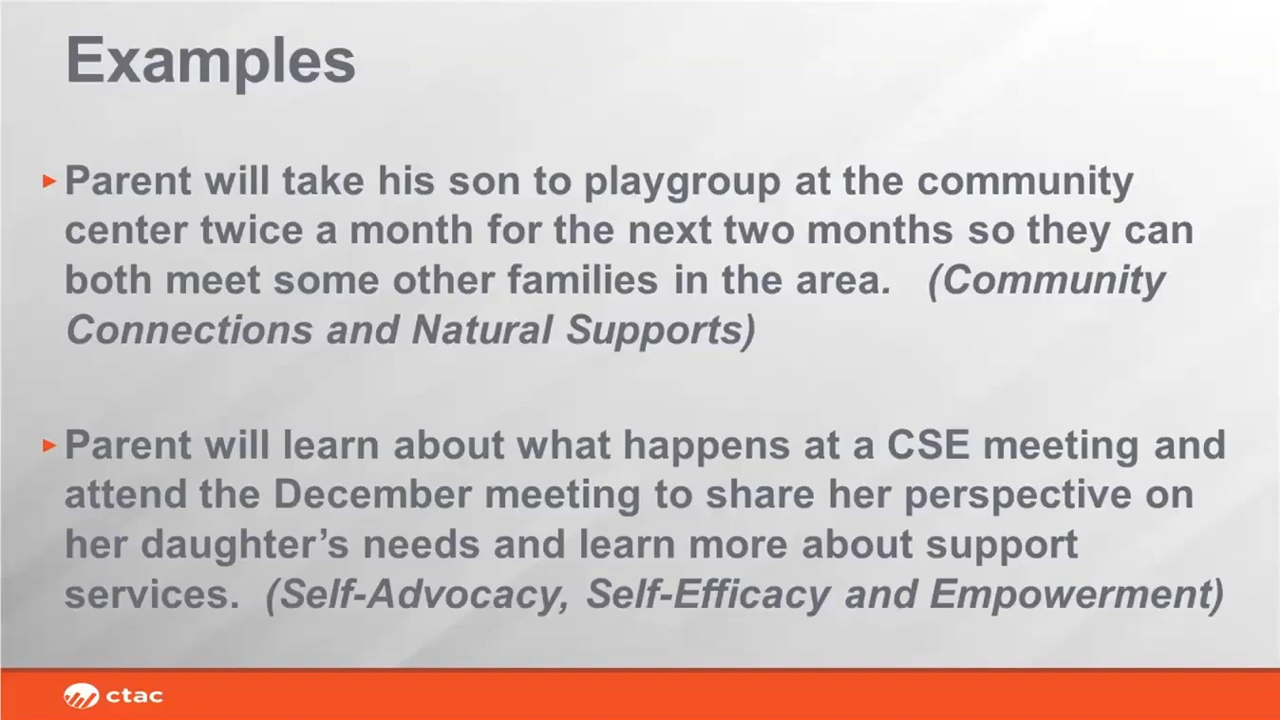 Examples
Parent will take his son to playgroup at the community
center twice a month for the next two months so they can
both meet some other families in the area. (Community
Connections and Natural Supports)
Parent will learn about what happens at a CSE meeting and
attend the December meeting to share her perspective on
her daughter’s needs and learn more about support
services. (Self-Advocacy, Self-Efficacy and Empowerment)
ctac